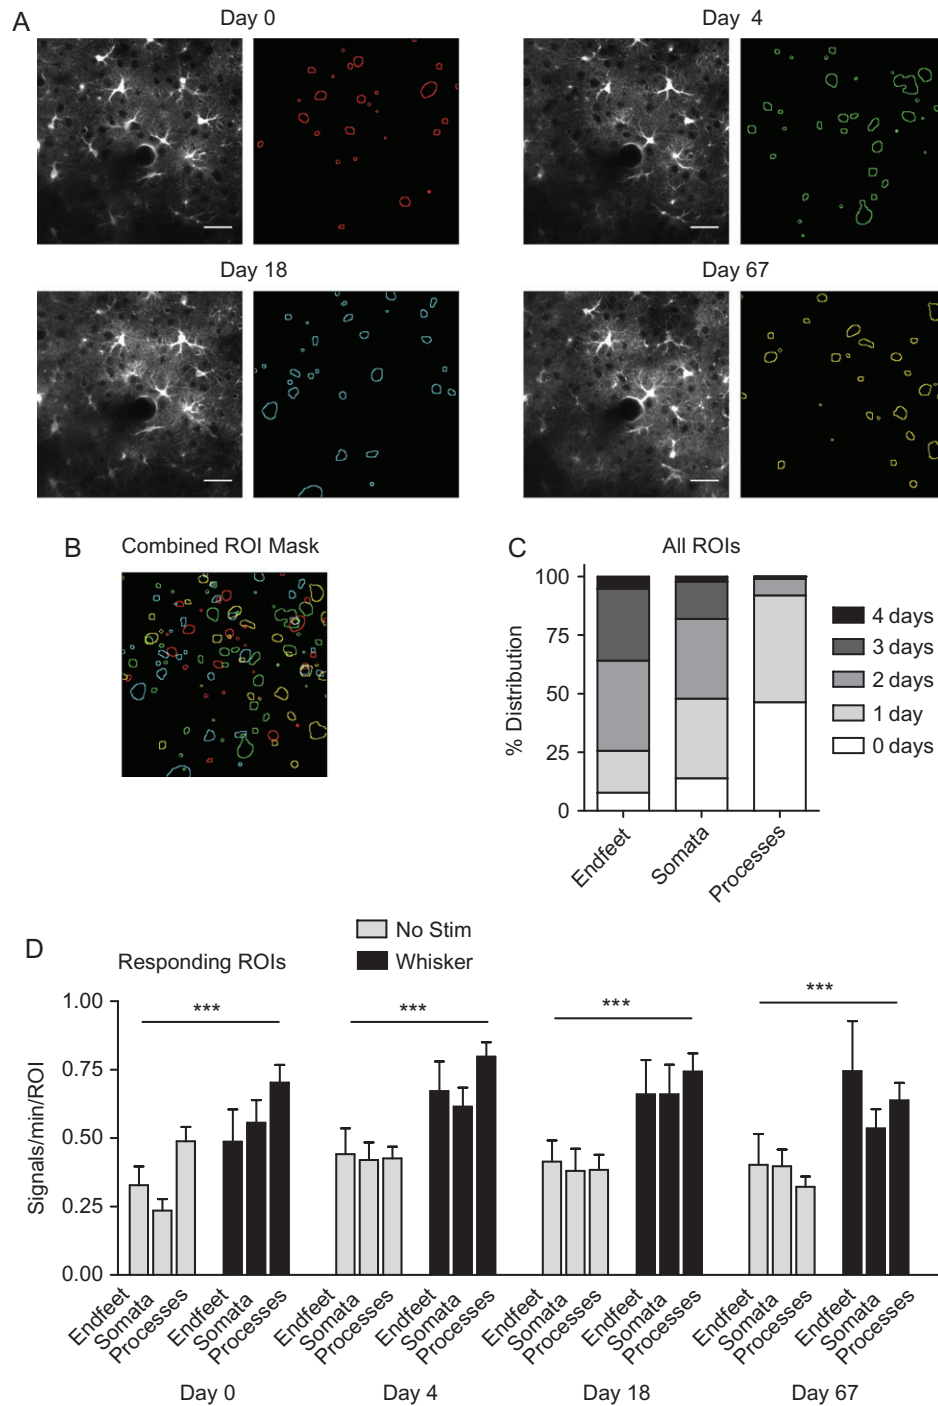 A
Day 0
Day 4
Day 18
Day 67
B
Combined ROI Mask
C
All ROIs
% Distribution
100
75
50
25
0
Endfeet
Somata
Processes
4 days
3 days
2 days
1 day
0 days
D
Responding ROIs
No Stim
Whisker
Signals/min/ROI
1.00
0.75
0.50
0.25
0.00
***
***
***
***
Endfeet
Somata
Processes
Endfeet
Somata
Processes
Endfeet
Somata
Processes
Endfeet
Somata
Processes
Endfeet
Somata
Processes
Endfeet
Somata
Processes
Endfeet
Somata
Processes
Endfeet
Somata
Processes
Day 0
Day 4
Day 18
Day 67